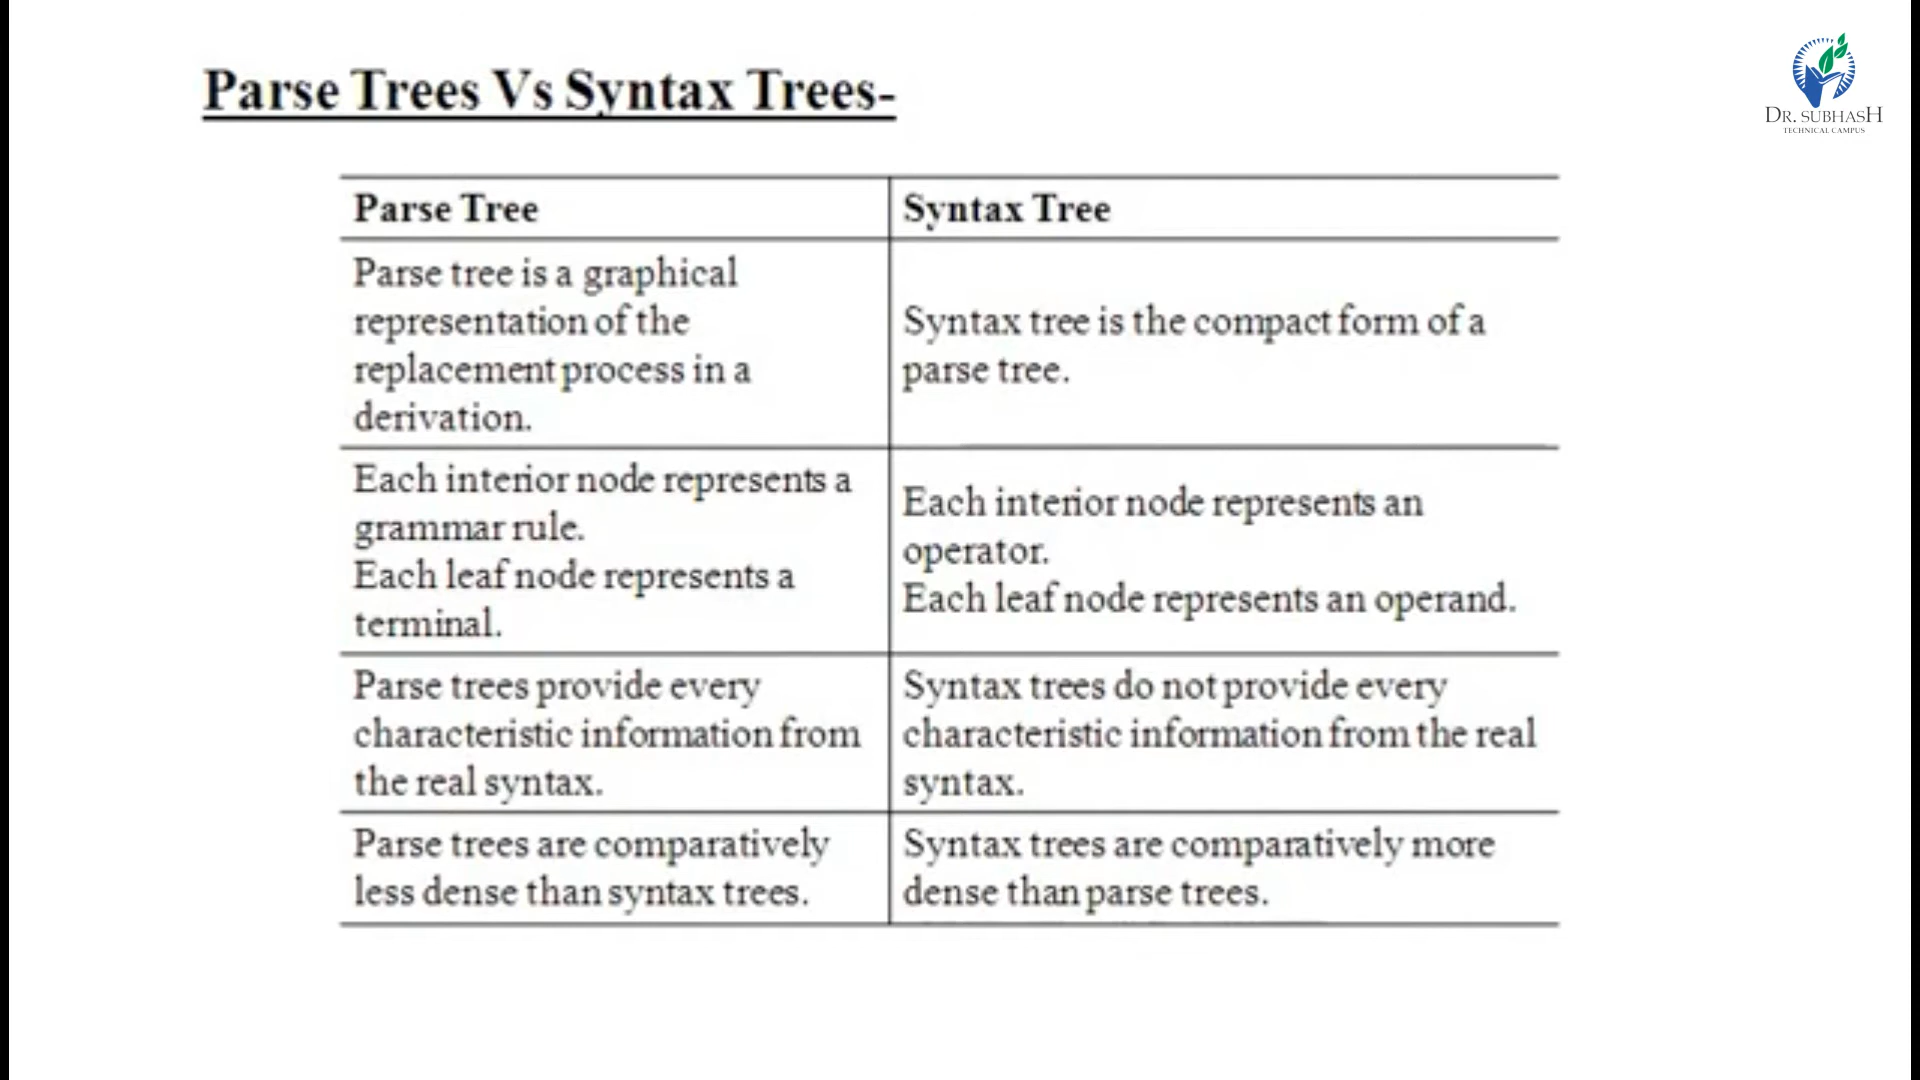 Parse Trees Vs Syntax Trees-
DR. SUBHASH
TECHNICAL CAMPUS
Parse Tree
Syntax Tree
Parse tree is a graphical
representation of the
replacement process in a
derivation.
Syntax tree is the compact form of a
parse tree.
Each interior node represents a
grammar rule.
Each leaf node represents a
terminal.
Each interior node represents an
operator.
Each leaf node represents an operand.
Parse trees provide every
characteristic information from
the real syntax.
Syntax trees do not provide every
characteristic information from the real
syntax.
Parse trees are comparatively
less dense than syntax trees.
Syntax trees are comparatively more
dense than parse trees.